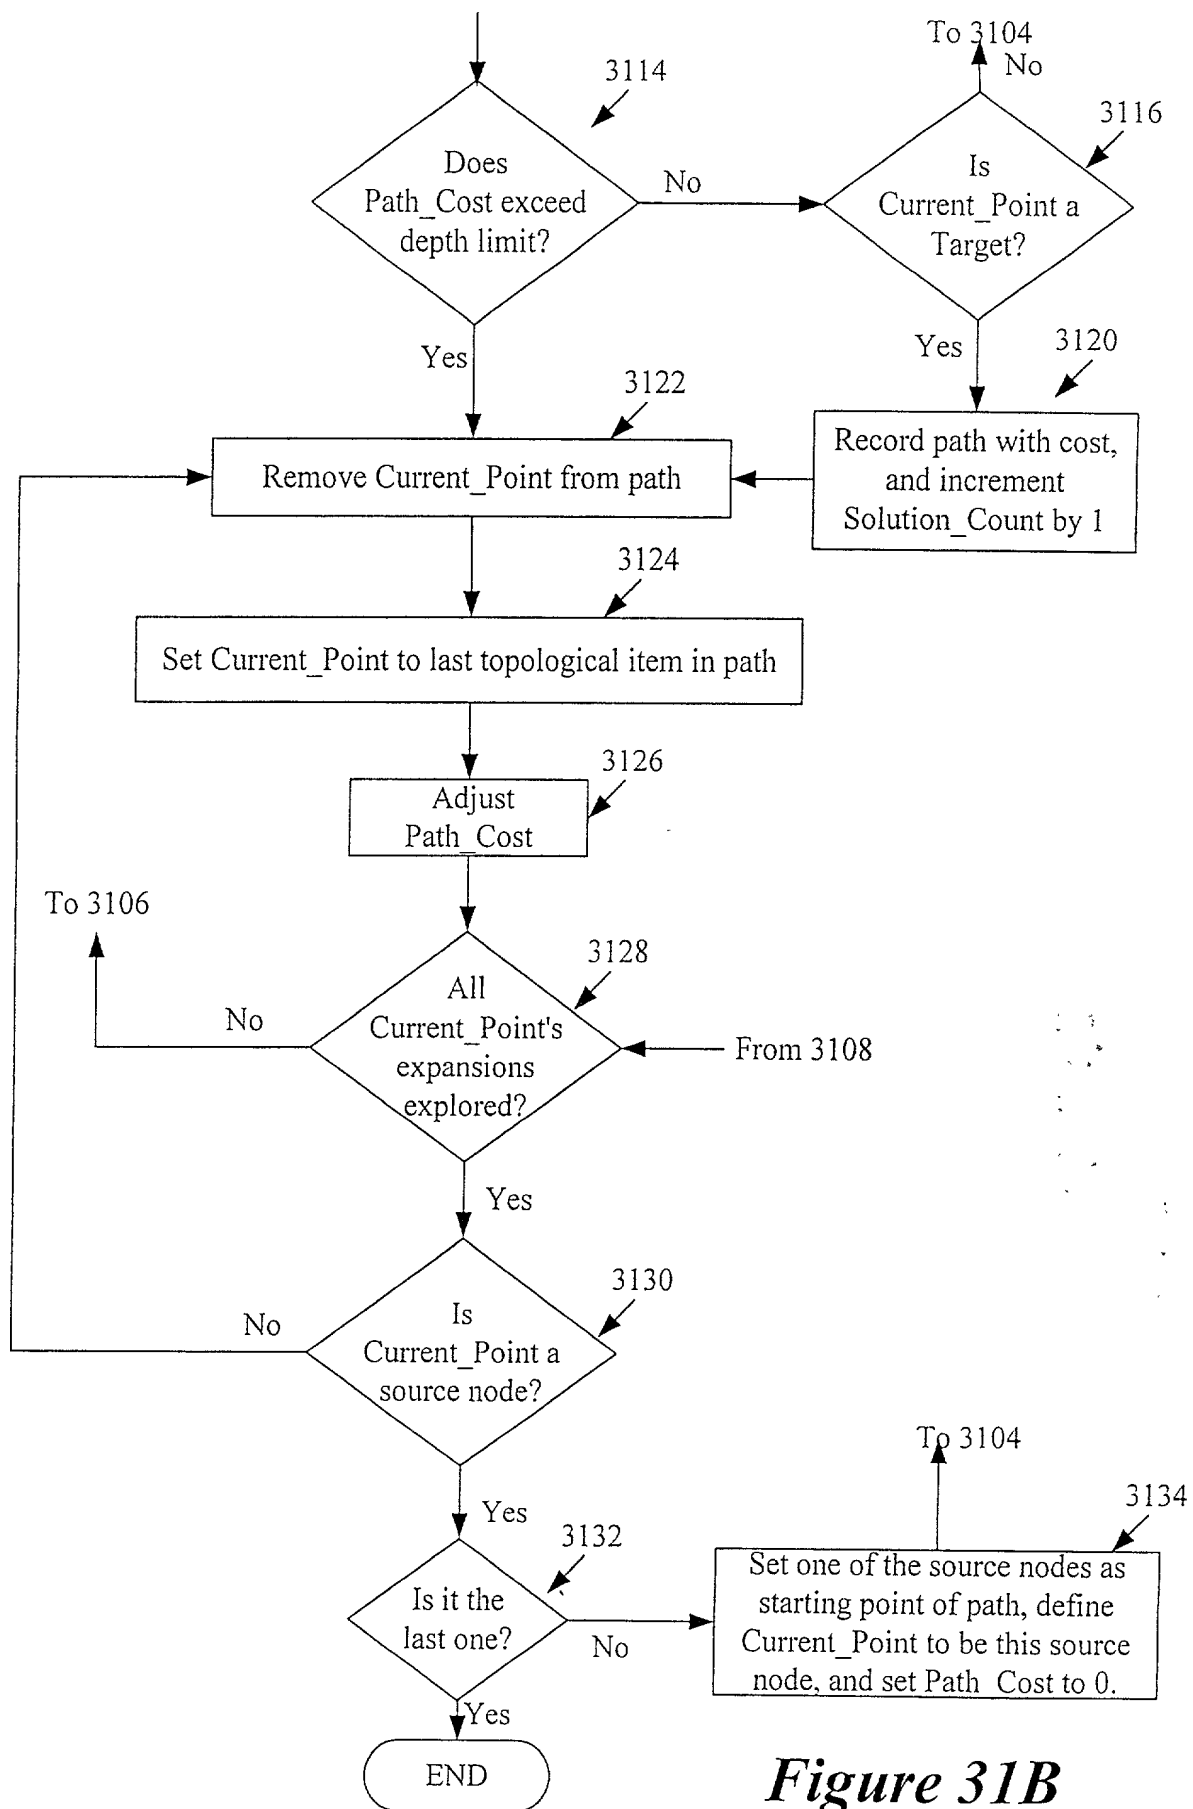 To 3104
No
3114
3116
Does
Path_Cost exceed
depth limit?
No
Is
Current_Point a
Target?
Yes
Yes
3120
3122
Remove Current_Point from path
Record path with cost,
and increment
Solution_Count by 1
3124
Set Current_Point to last topological item in path
3126
Adjust
Path_Cost
To 3106
3128
No
All
Current_Point's
expansions
explored?
From 3108
Yes
3130
No
Is
Current_Point a
source node?
To 3104
Yes
3134
3132
Is it the
last one?
No
Set one of the source nodes as
starting point of path, define
Current_Point to be this source
node, and set Path_Cost to 0.
Yes
END
Figure 31B